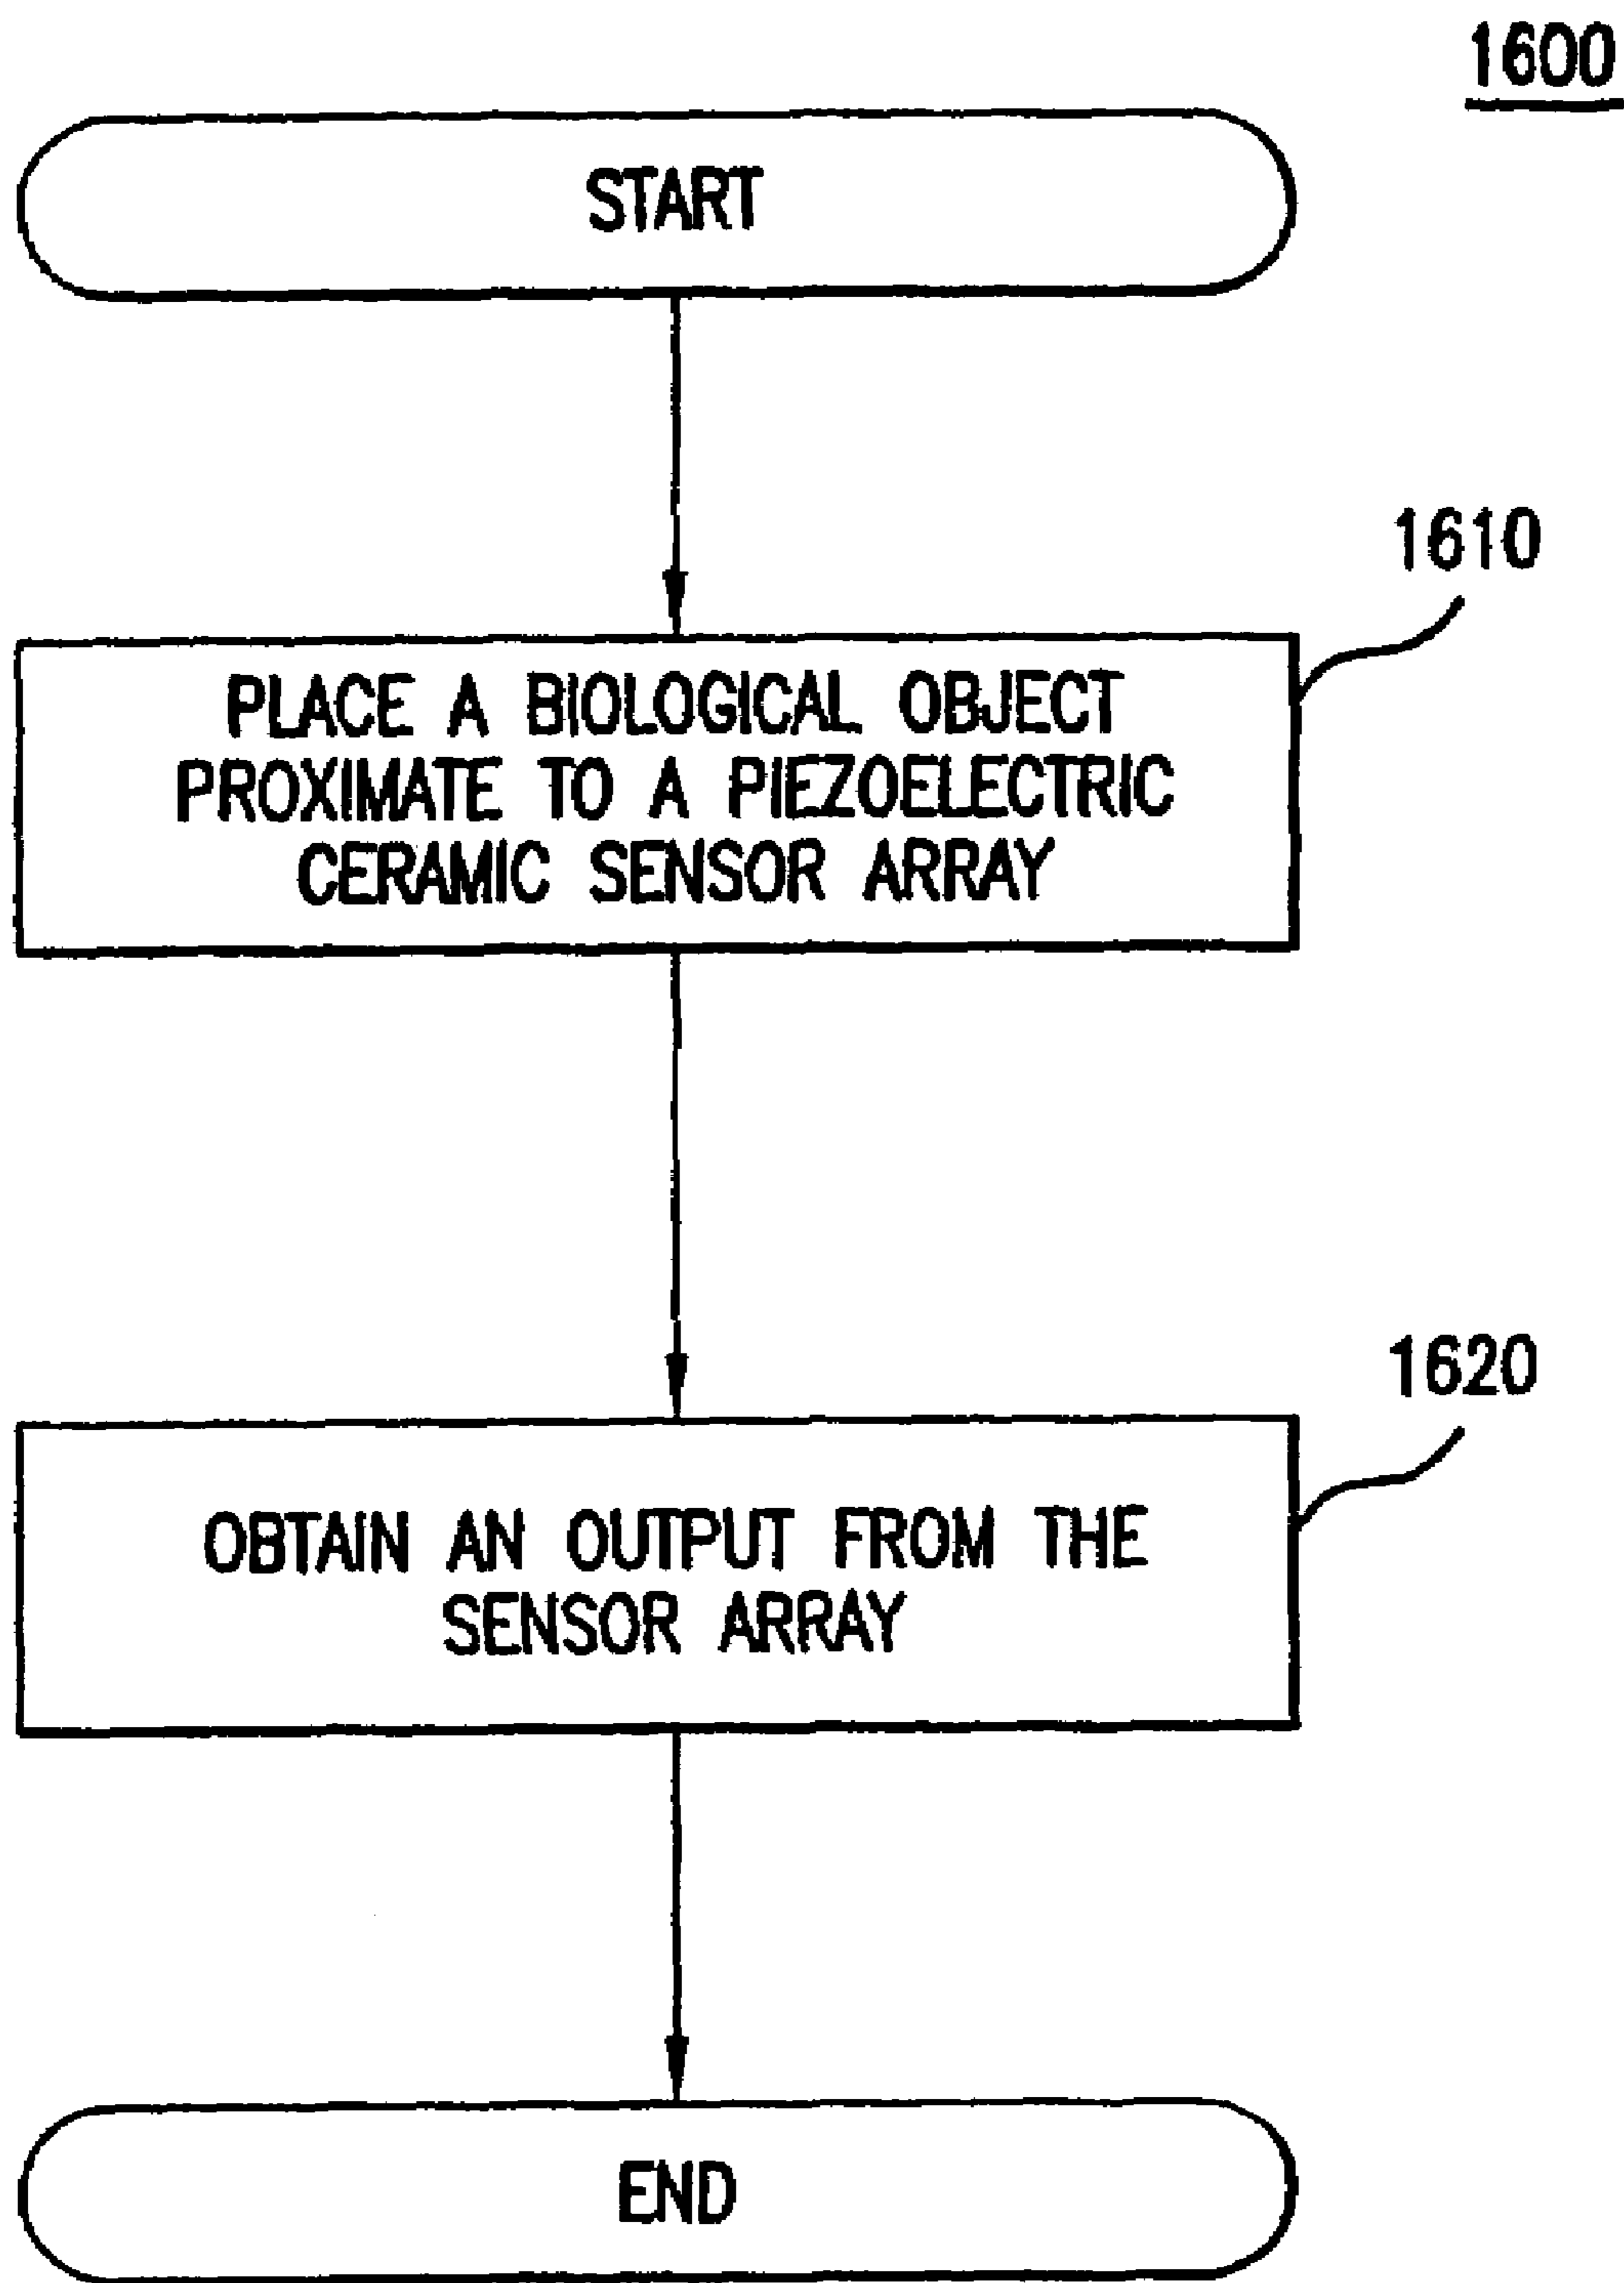 1600
START
1610
PLACE A BIOLOGICAL OBJECT
PROXIMATE TO A PIEZOELECTRIC
CERAMIC SENSOR ARRAY
1620
OBTAIN AN OUTPUT FROM THE
SENSOR ARRAY
END